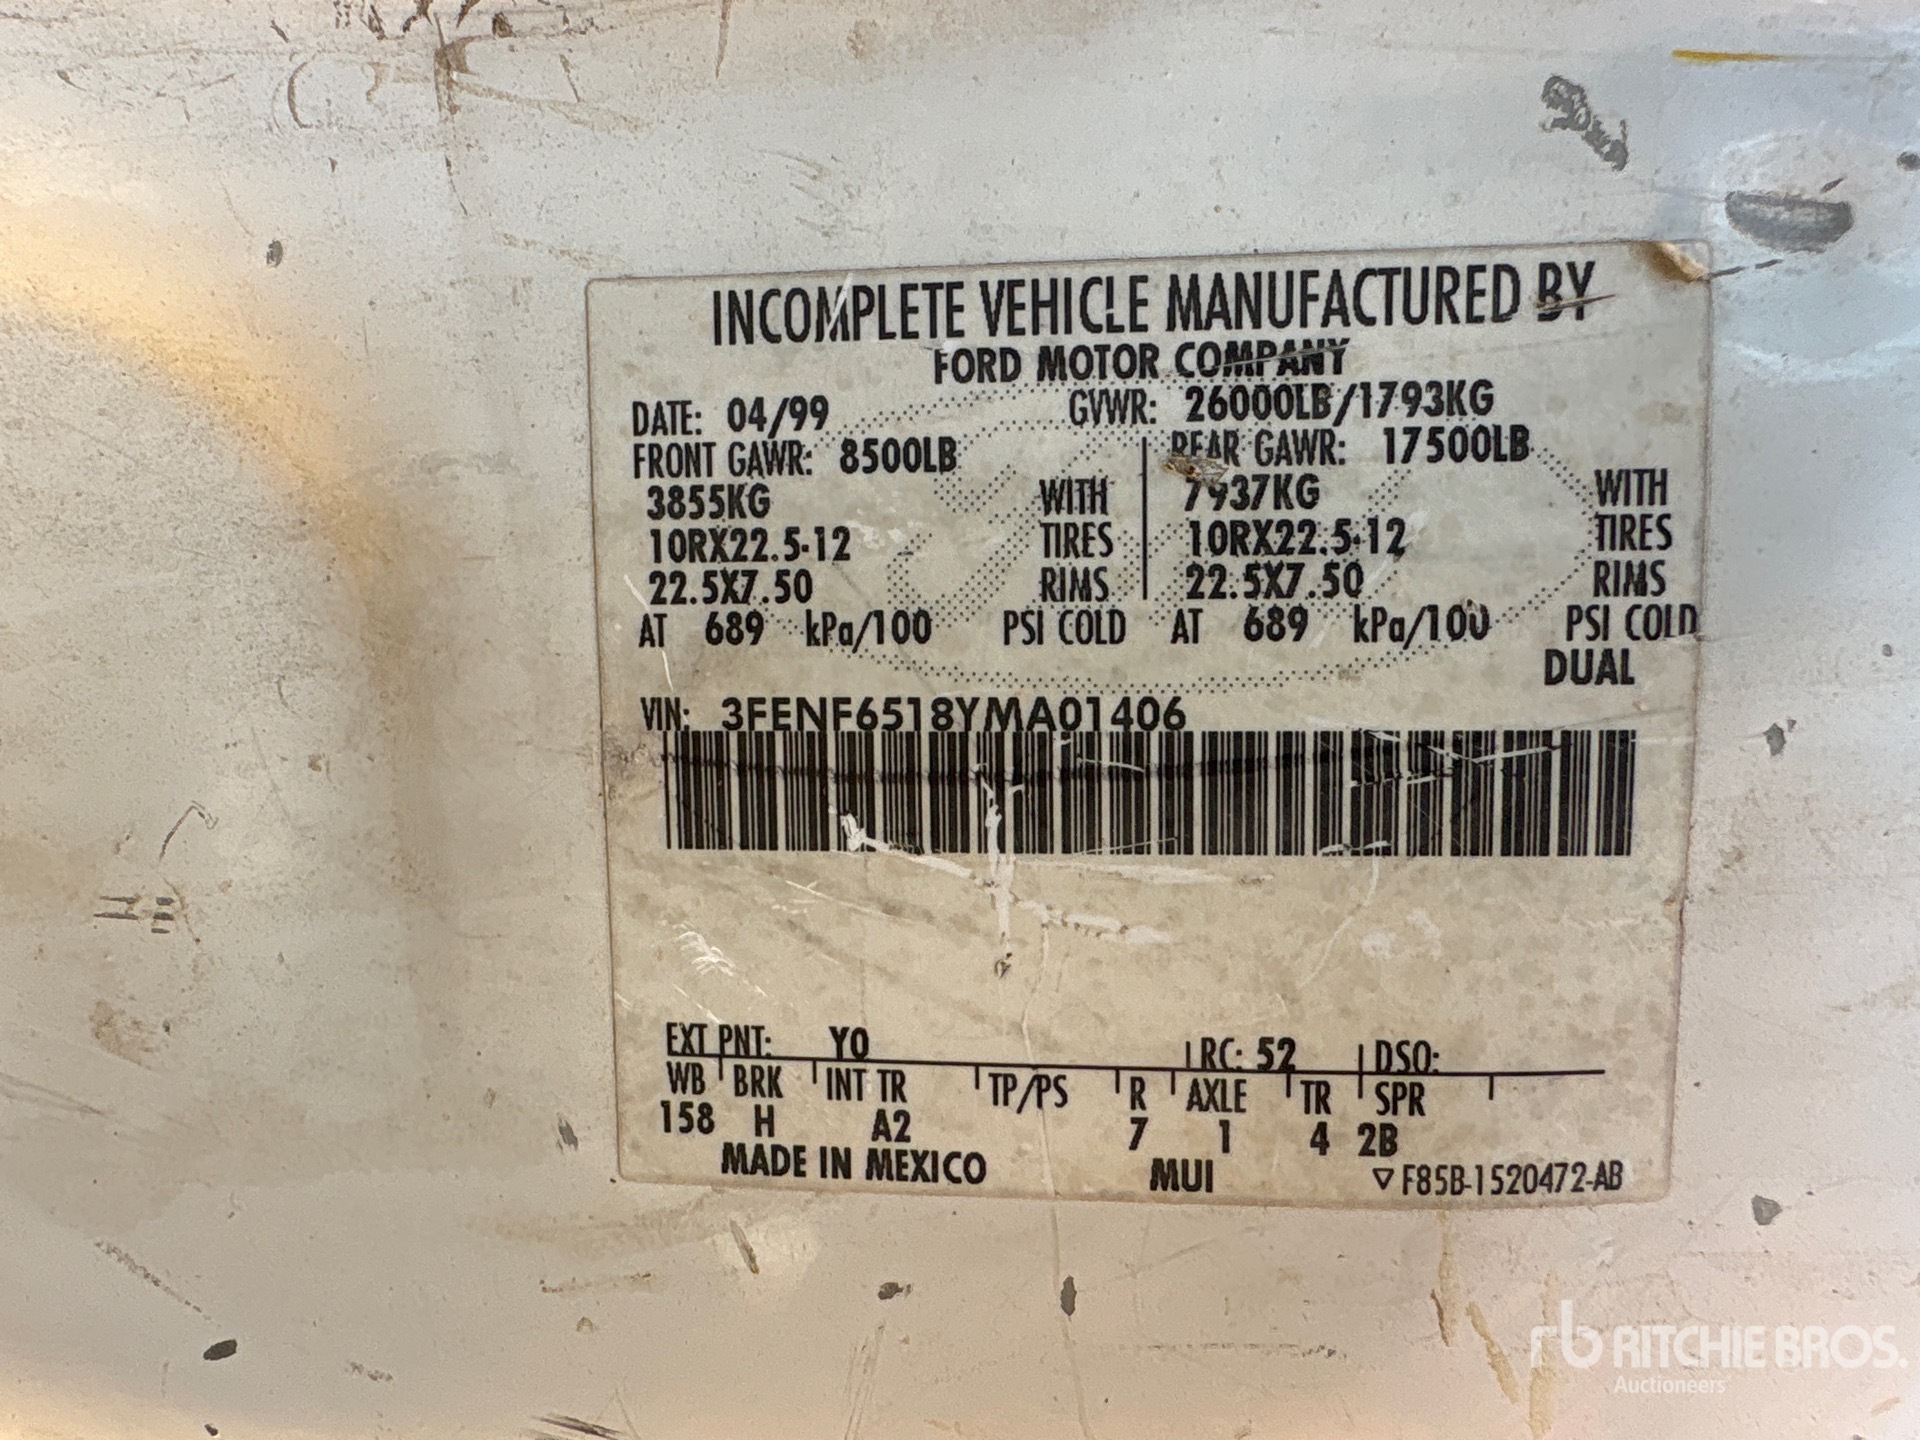 INCOMPLETE VEHICLE MANUFACTURED BY
FORD MOTOR COMPANY
DATE: 04/99 GVWR: 26000LB/1793KG
FRONT GAWR: 8500LB REAR GAWR: 17500LB
3855KG WITH 7937KG WITH
10RX22.5-12 TIRES 10RX22.5-12 TIRES
22.5X7.50 RIMS 22.5X7.50 RIMS
AT 689 kPa/100 PSI COLD AT 689 kPa/100 PSI COLD
DUAL
VIN: 3FENF6518YMA01406
EXT PNT: YO RC: 52 DSO:
WB BRK INT TR TP/PS R AXLE TR SPR
158 H A2 7 1 4 2B
MADE IN MEXICO MUI ▽ F85B-1520472-AB
rb RITCHIE BROS.
Auctioneers